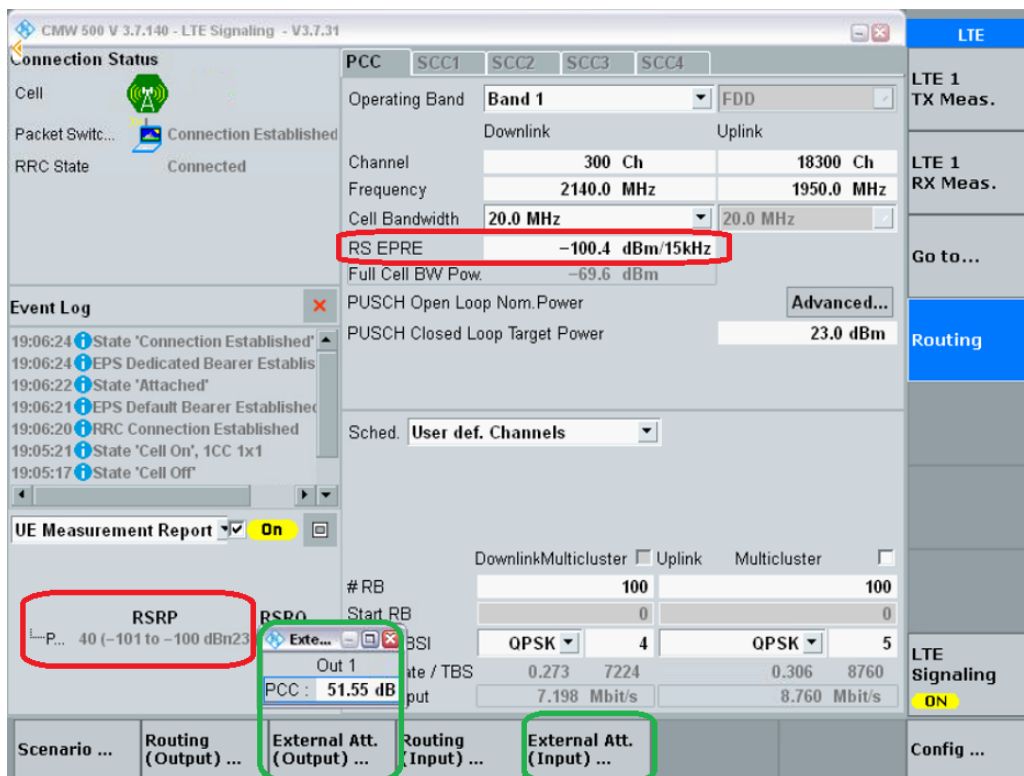 CMW 500 V 3.7.140 - LTE Signaling - V3.7.31
Connection Status
Cell
Packet Switc... Connection Established
RRC State Connected
Event Log
19:06:24 State 'Connection Established'
19:06:24 EPS Dedicated Bearer Establis
19:06:22 State 'Attached'
19:06:21 EPS Default Bearer Established
19:06:20 RRC Connection Established
19:05:21 State 'Cell On', 1CC 1x1
19:05:17 State 'Cell Off'
UE Measurement Report On
RSRP RSRQ
P... 40 (-101 to -100 dBm 23
PCC SCC1 SCC2 SCC3 SCC4
Operating Band Band 1 FDD
Downlink Uplink
Channel 300 Ch 18300 Ch
Frequency 2140.0 MHz 1950.0 MHz
Cell Bandwidth 20.0 MHz 20.0 MHz
RS EPRE -100.4 dBm/15kHz
Full Cell BW Pow. -69.6 dBm
PUSCH Open Loop Nom.Power Advanced...
PUSCH Closed Loop Target Power 23.0 dBm
Sched. User def. Channels
Downlink Multicluster Uplink Multicluster
# RB 100 100
Start RB 0 0
BSI QPSK 4 QPSK 5
ate / TBS 0.273 7224 0.306 8760
put 7.198 Mbit/s 8.760 Mbit/s
Exte...
Out 1
PCC : 51.55 dB
LTE
LTE 1
TX Meas.
LTE 1
RX Meas.
Go to...
Routing
LTE
Signaling
ON
Scenario ...
Routing
(Output) ...
External Att.
(Output) ...
Routing
(Input) ...
External Att.
(Input) ...
Config ...